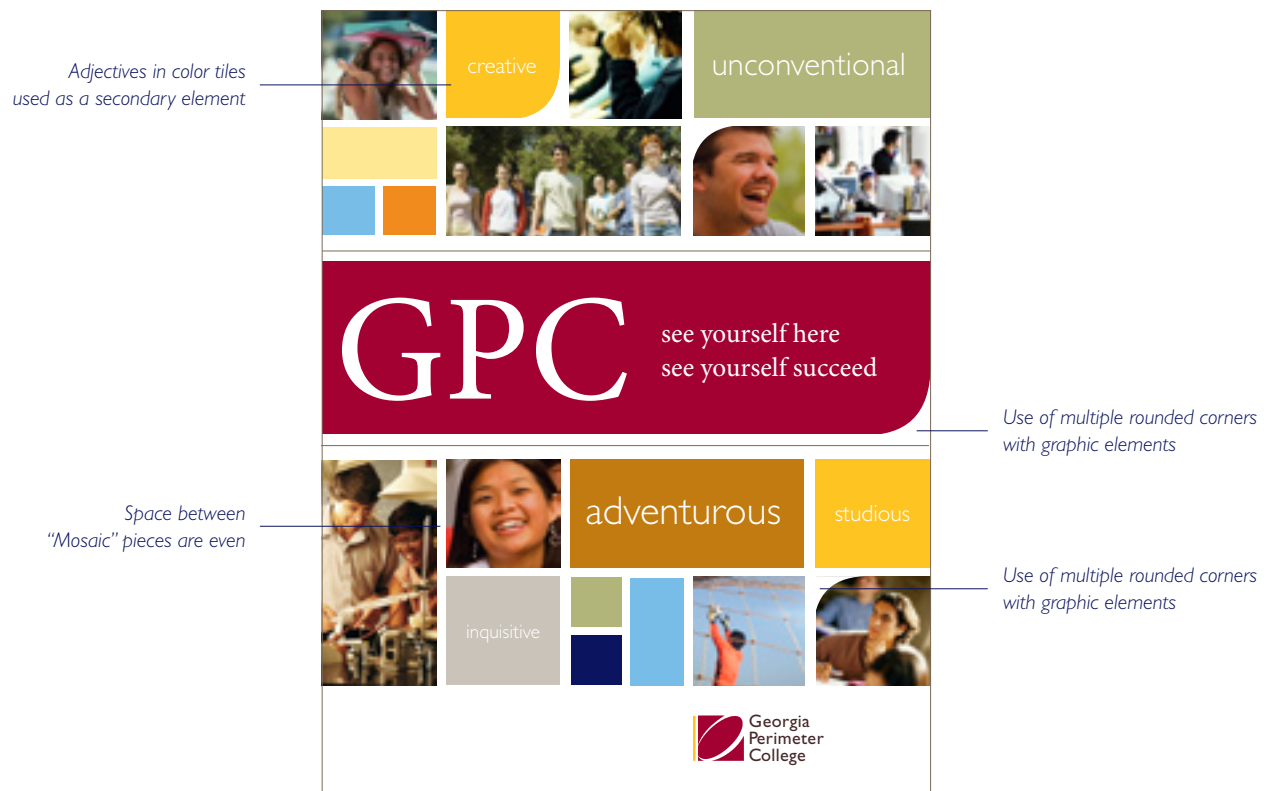 Adjectives in color tiles
used as a secondary element
creative
unconventional
GPC
see yourself here
see yourself succeed
Use of multiple rounded corners
with graphic elements
Space between
“Mosaic” pieces are even
adventurous
studious
Use of multiple rounded corners
with graphic elements
inquisitive
Georgia
Perimeter
College